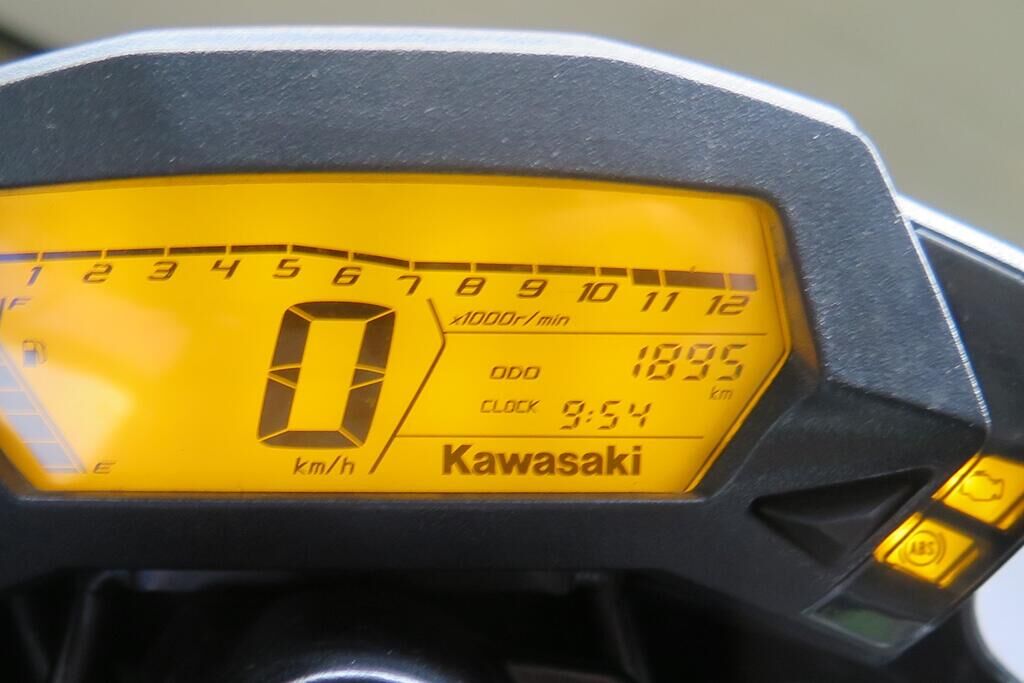 1 2 3 4 5 6 7 8 9 10 11 12
F
x1000r/min
0
1895
ODO
km
CLOCK 9:54
E
km/h
Kawasaki
ABS